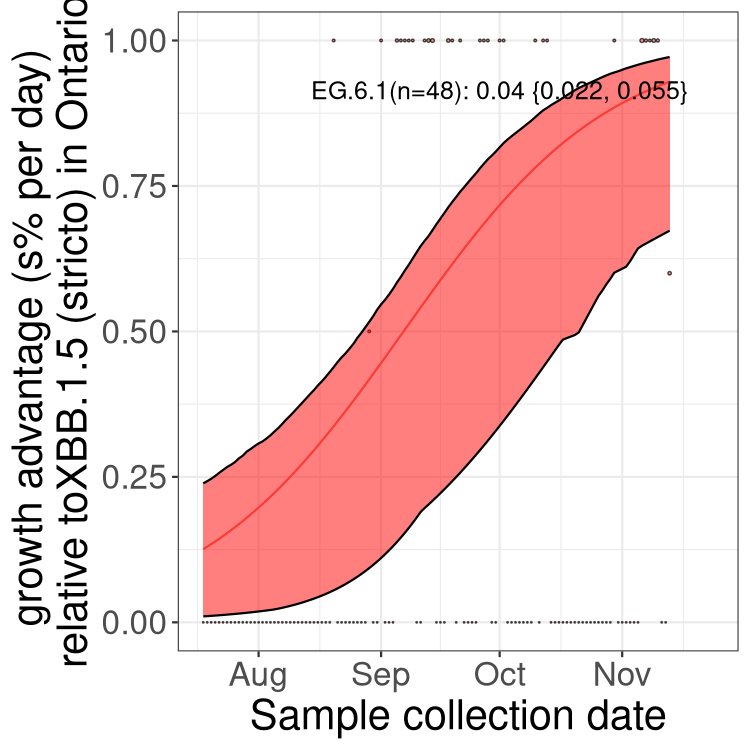 growth advantage (s% per day)
relative toXBB.1.5 (stricto) in Ontario
1.00
0.75
0.50
0.25
0.00
EG.6.1(n=48): 0.04 {0.022, 0.055}
Aug Sep Oct Nov
Sample collection date